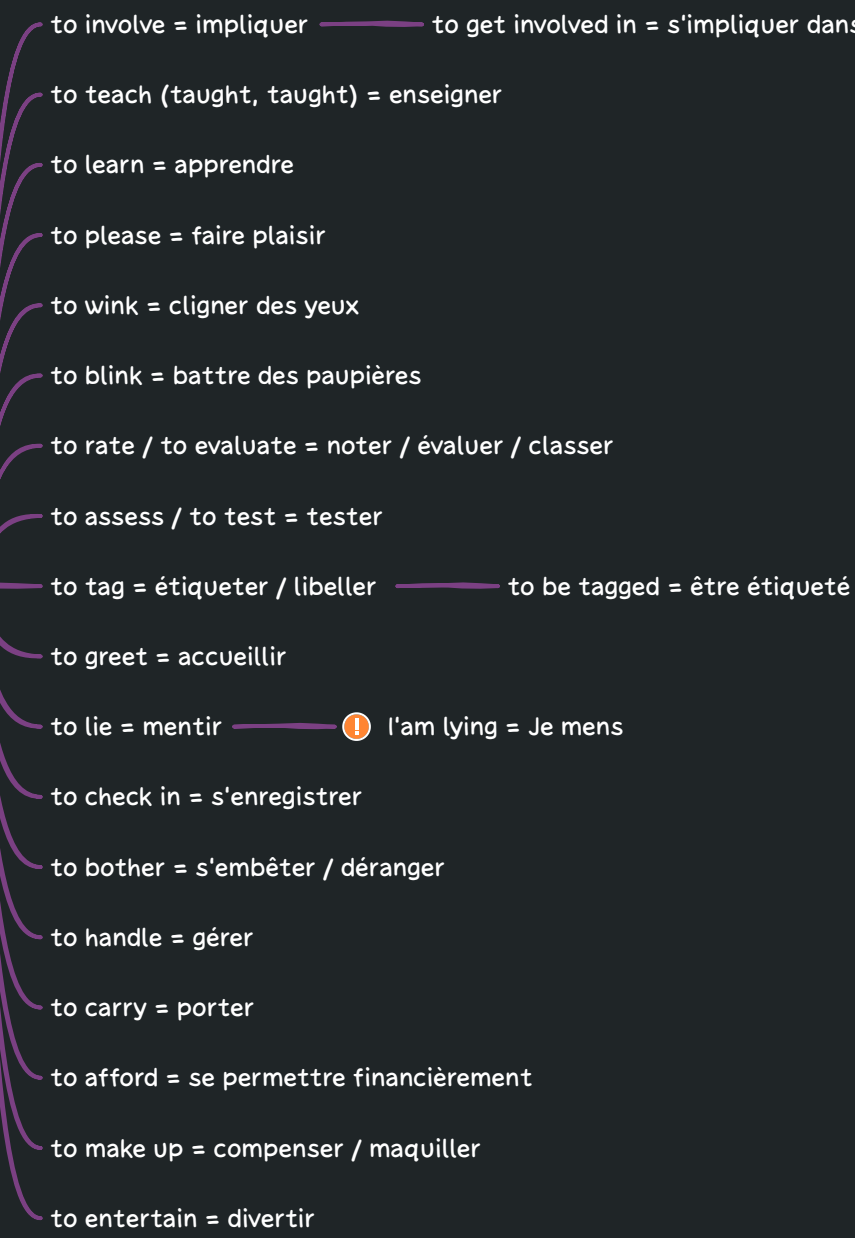 to involve = impliquer to get involved in = s'impliquer dans
to teach (taught, taught) = enseigner
to learn = apprendre
to please = faire plaisir
to wink = cligner des yeux
to blink = battre des paupières
to rate / to evaluate = noter / évaluer / classer
to assess / to test = tester
to tag = étiqueter / libeller to be tagged = être étiqueté
to greet = accueillir
to lie = mentir ! I'am lying = Je mens
to check in = s'enregistrer
to bother = s'embêter / déranger
to handle = gérer
to carry = porter
to afford = se permettre financièrement
to make up = compenser / maquiller
to entertain = divertir